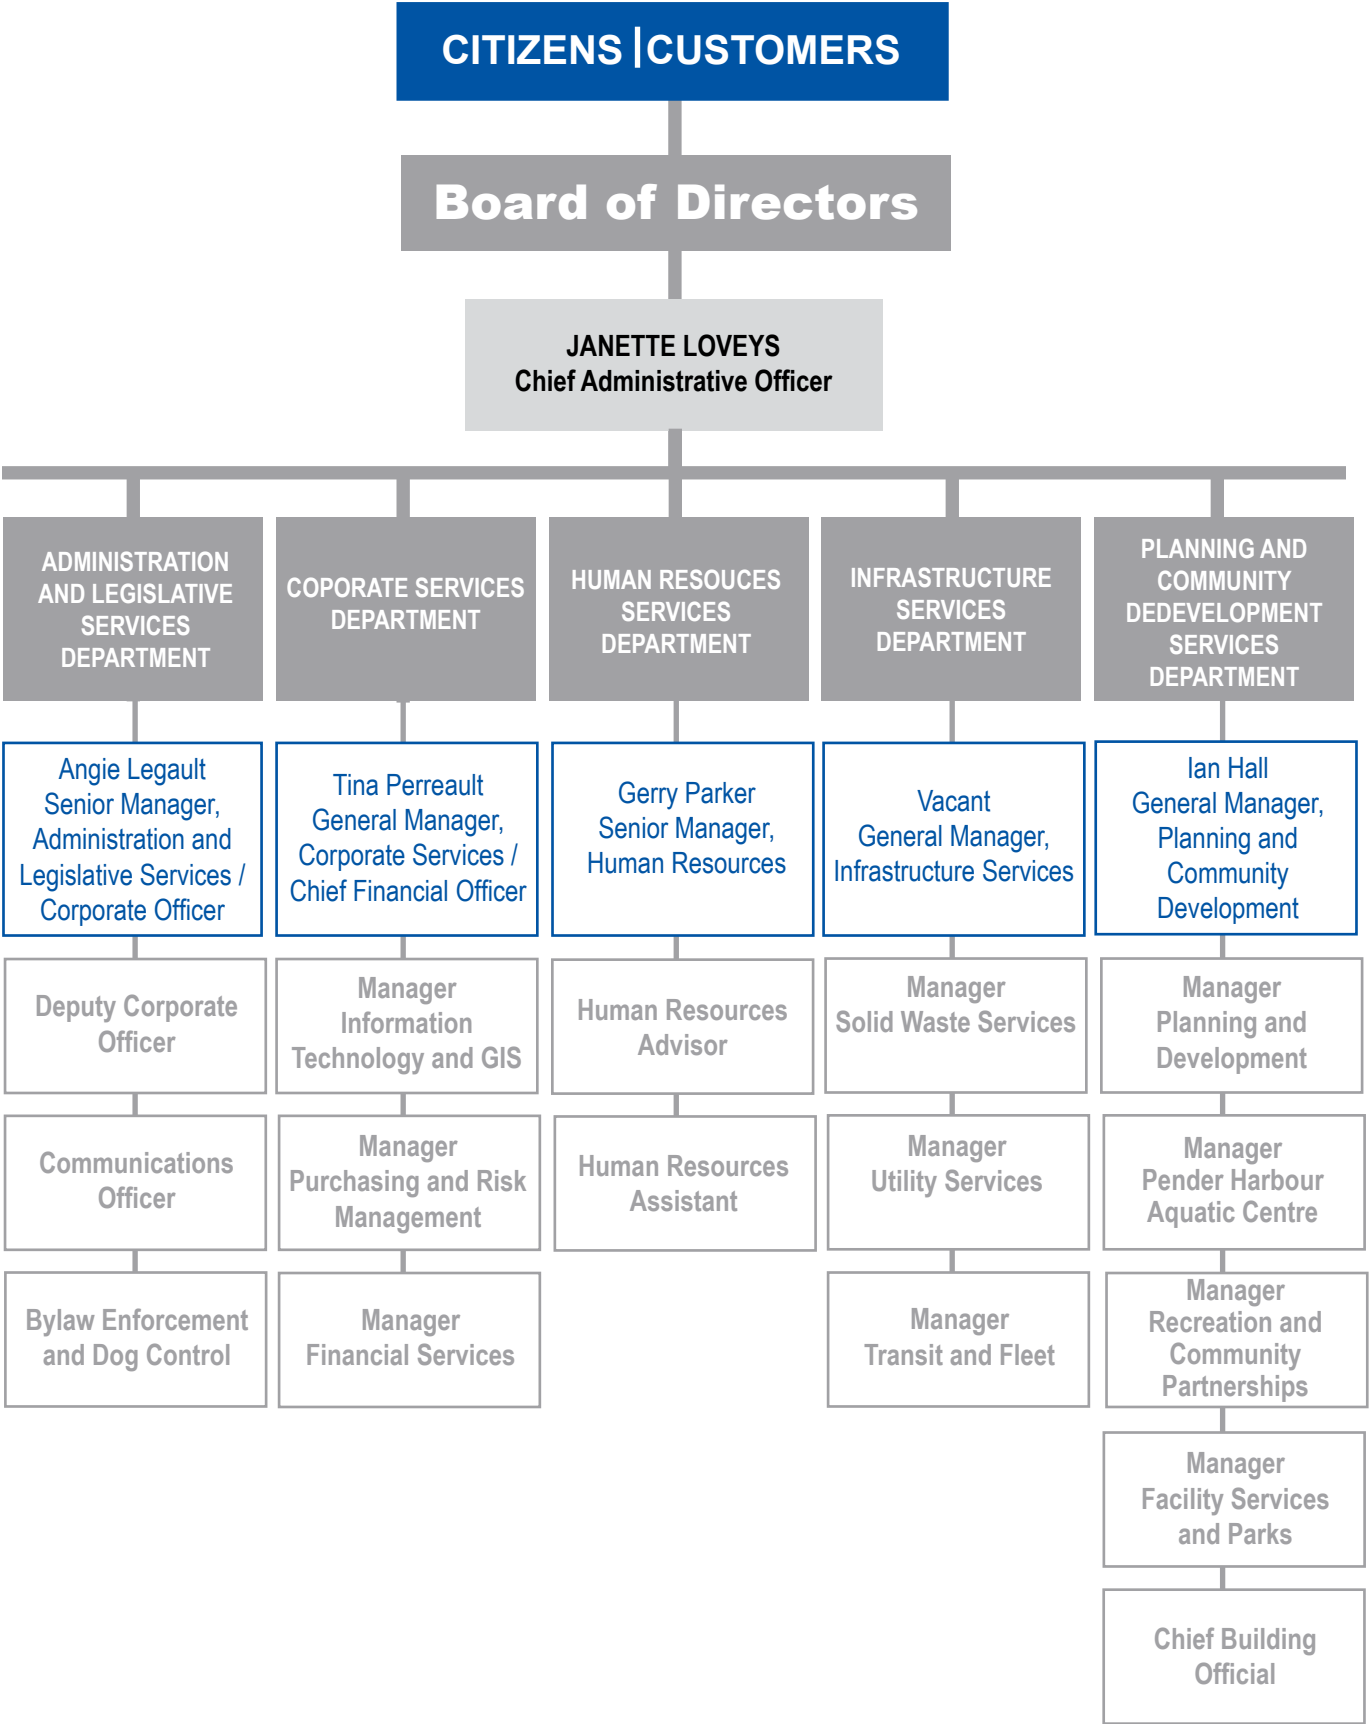 CITIZENS | CUSTOMERS
Board of Directors
JANETTE LOVEYS
Chief Administrative Officer
ADMINISTRATION
AND LEGISLATIVE
SERVICES
DEPARTMENT
COPORATE SERVICES
DEPARTMENT
HUMAN RESOUCES
SERVICES
DEPARTMENT
INFRASTRUCTURE
SERVICES
DEPARTMENT
PLANNING AND
COMMUNITY
DEDEVELOPMENT
SERVICES
DEPARTMENT
Angie Legault
Senior Manager,
Administration and
Legislative Services /
Corporate Officer
Tina Perreault
General Manager,
Corporate Services /
Chief Financial Officer
Gerry Parker
Senior Manager,
Human Resources
Vacant
General Manager,
Infrastructure Services
Ian Hall
General Manager,
Planning and
Community
Development
Deputy Corporate
Officer
Manager
Information
Technology and GIS
Human Resources
Advisor
Manager
Solid Waste Services
Manager
Planning and
Development
Communications
Officer
Manager
Purchasing and Risk
Management
Human Resources
Assistant
Manager
Utility Services
Manager
Pender Harbour
Aquatic Centre
Bylaw Enforcement
and Dog Control
Manager
Financial Services
Manager
Transit and Fleet
Manager
Recreation and
Community
Partnerships
Manager
Facility Services
and Parks
Chief Building
Official